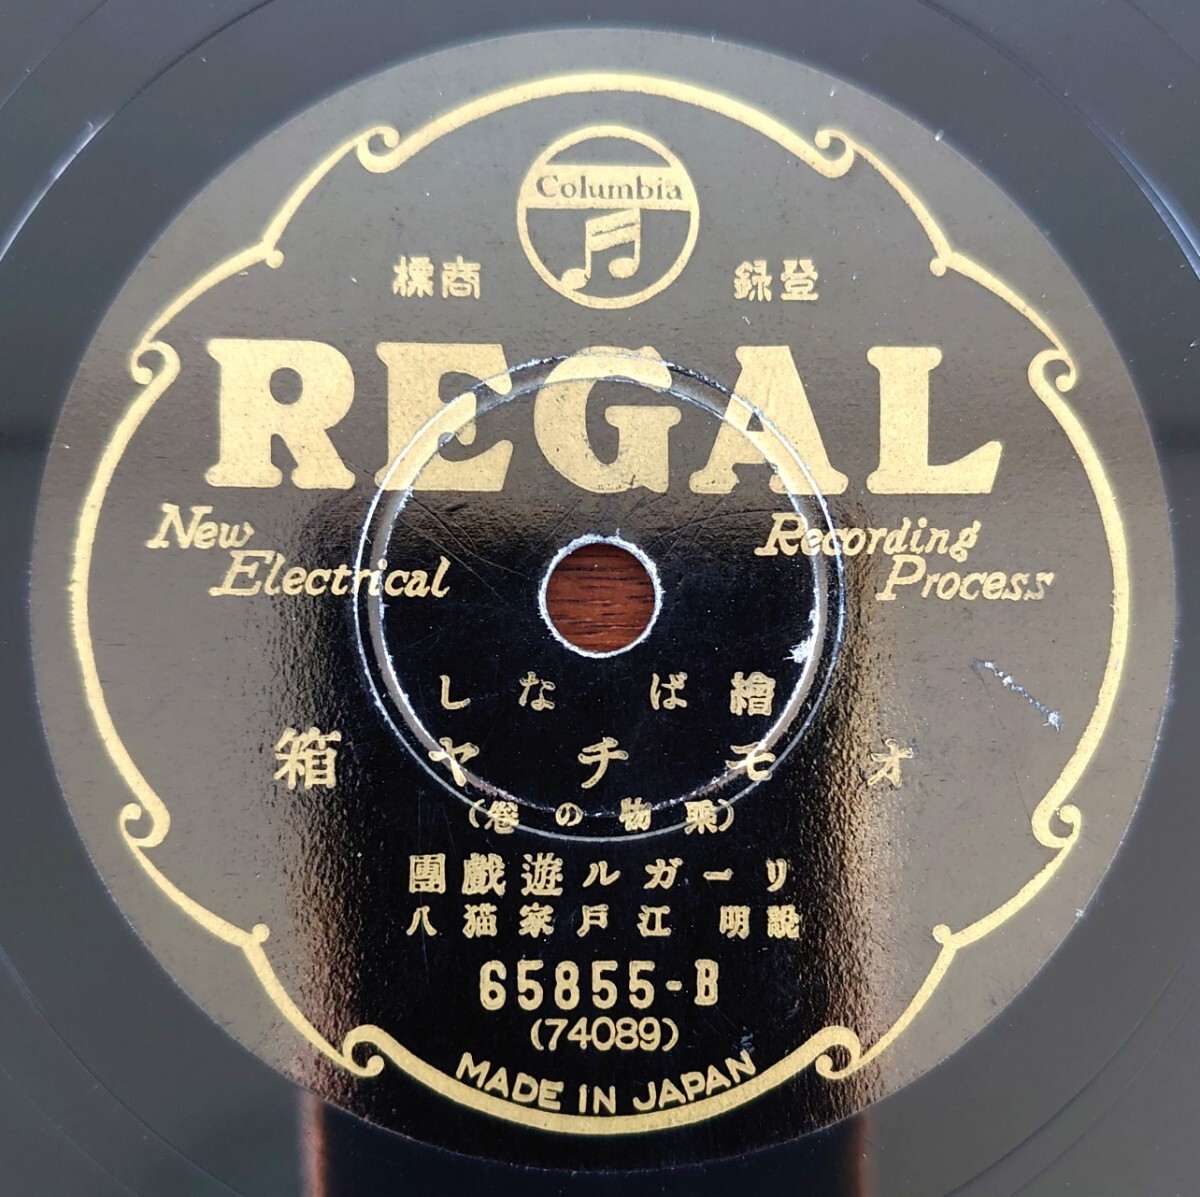 Columbia
登録 商標
REGAL
New Electrical
Recording Process
繪ばなし
オモチヤ箱
(乗物の卷)
リーガル遊戯團
説明 江戸家猫八
65855-B
(74089)
MADE IN JAPAN